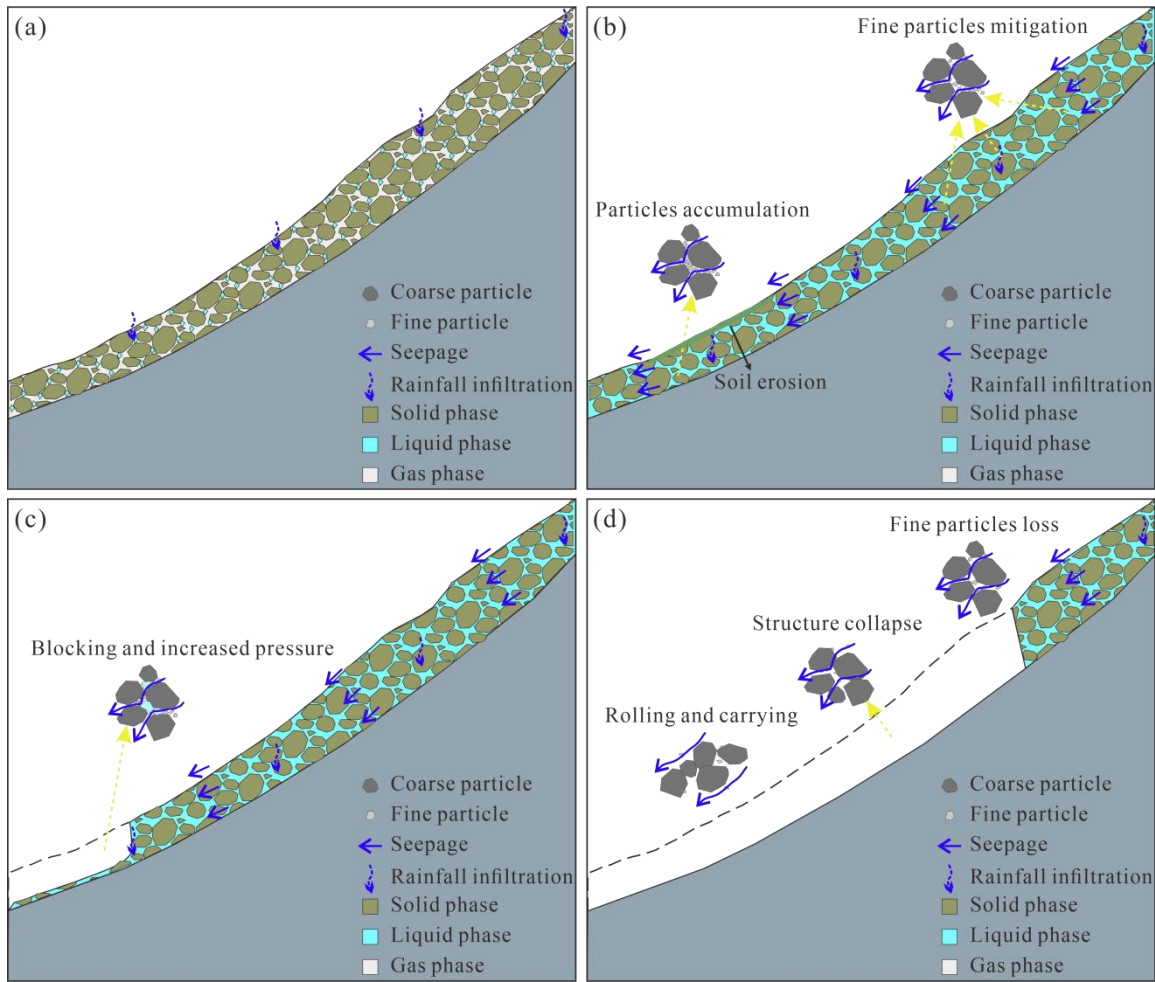 (a)
Coarse particle
Fine particle
Seepage
Rainfall infiltration
Solid phase
Liquid phase
Gas phase
(b)
Fine particles mitigation
Particles accumulation
Soil erosion
Coarse particle
Fine particle
Seepage
Rainfall infiltration
Solid phase
Liquid phase
Gas phase
(c)
Blocking and increased pressure
Coarse particle
Fine particle
Seepage
Rainfall infiltration
Solid phase
Liquid phase
Gas phase
(d)
Fine particles loss
Structure collapse
Rolling and carrying
Coarse particle
Fine particle
Seepage
Rainfall infiltration
Solid phase
Liquid phase
Gas phase